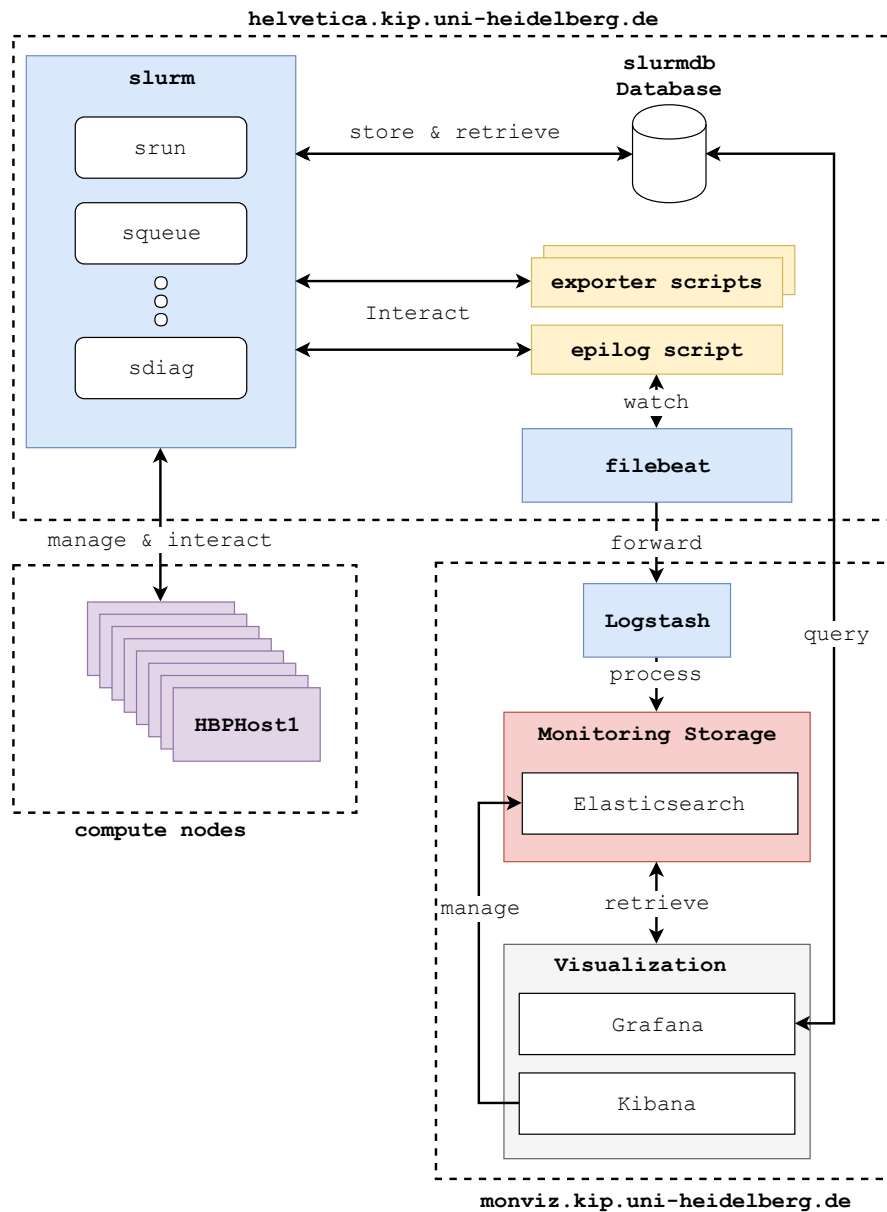 helvetica.kip.uni-heidelberg.de
slurm
slurmdb
Database
srun
store & retrieve
squeue
exporter scripts
Interact
sdiag
epilog script
watch
filebeat
manage & interact
forward
Logstash
query
process
HBPHost1
Monitoring Storage
Elasticsearch
compute nodes
manage
retrieve
Visualization
Grafana
Kibana
monviz.kip.uni-heidelberg.de